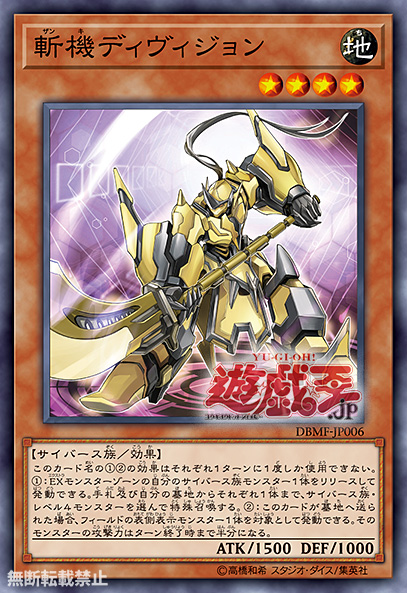 斬機ディヴィジョン
地
YU-GI-OH!
遊戯王.jp
DBMF-JP006
【サイバース族／効果】
このカード名の①②の効果はそれぞれ1ターンに1度しか使用できない。
①：EXモンスターゾーンの自分のサイバース族モンスター1体をリリースして
発動できる。手札及び自分の墓地からそれぞれ1体まで、サイバース族・
レベル4モンスターを選んで特殊召喚する。②：このカードが墓地へ送ら
れた場合、フィールドの表側表示モンスター1体を対象として発動できる。その
モンスターの攻撃力はターン終了時まで半分になる。
ATK/1500 DEF/1000
無断転載禁止
©高橋和希 スタジオ・ダイス/集英社